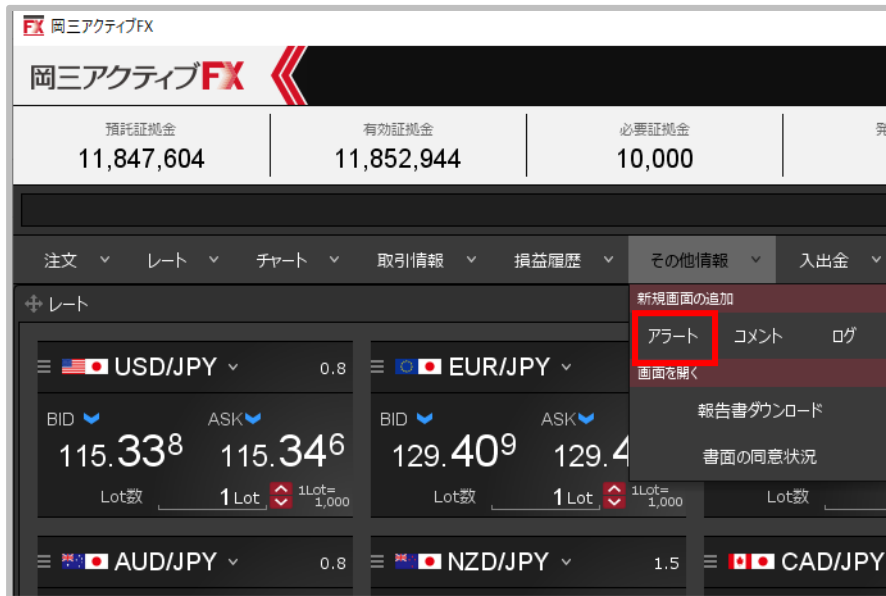 FX 岡三アクティブFX
岡三アクティブFX
預託証拠金 有効証拠金 必要証拠金
11,847,604 11,852,944 10,000
注文 レート チャート 取引情報 損益履歴 その他情報 入出金
レート
新規画面の追加
アラート コメント ログ
画面を開く
報告書ダウンロード
書面の同意状況
USD/JPY 0.8 EUR/JPY
BID ASK BID ASK
115.338 115.346 129.409 129.4
Lot数 1 Lot 1Lot=1,000 Lot数 1 Lot 1Lot=1,000 Lot数
AUD/JPY 0.8 NZD/JPY 1.5 CAD/JPY